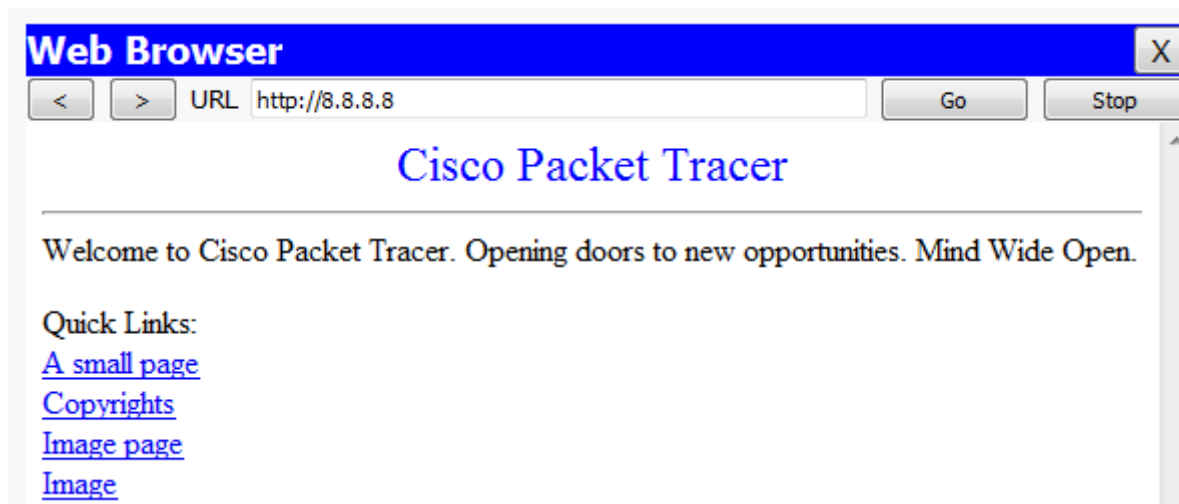 Web Browser X
< > URL http://8.8.8.8 Go Stop
Cisco Packet Tracer
Welcome to Cisco Packet Tracer. Opening doors to new opportunities. Mind Wide Open.
Quick Links:
A small page
Copyrights
Image page
Image